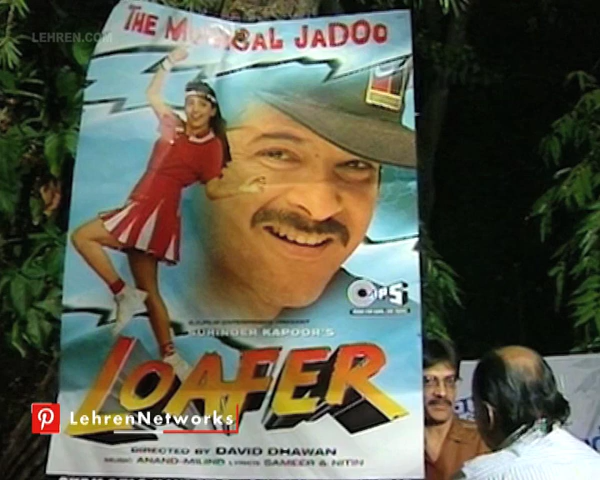 LEHREN.COM
THE MUSICAL JADOO
TIPS
SURINDER KAPOOR'S
LOAFER
LehrenNetworks
DIRECTED BY DAVID DHAWAN
MUSIC ANAND-MILIND LYRICS SAMEER & NITIN